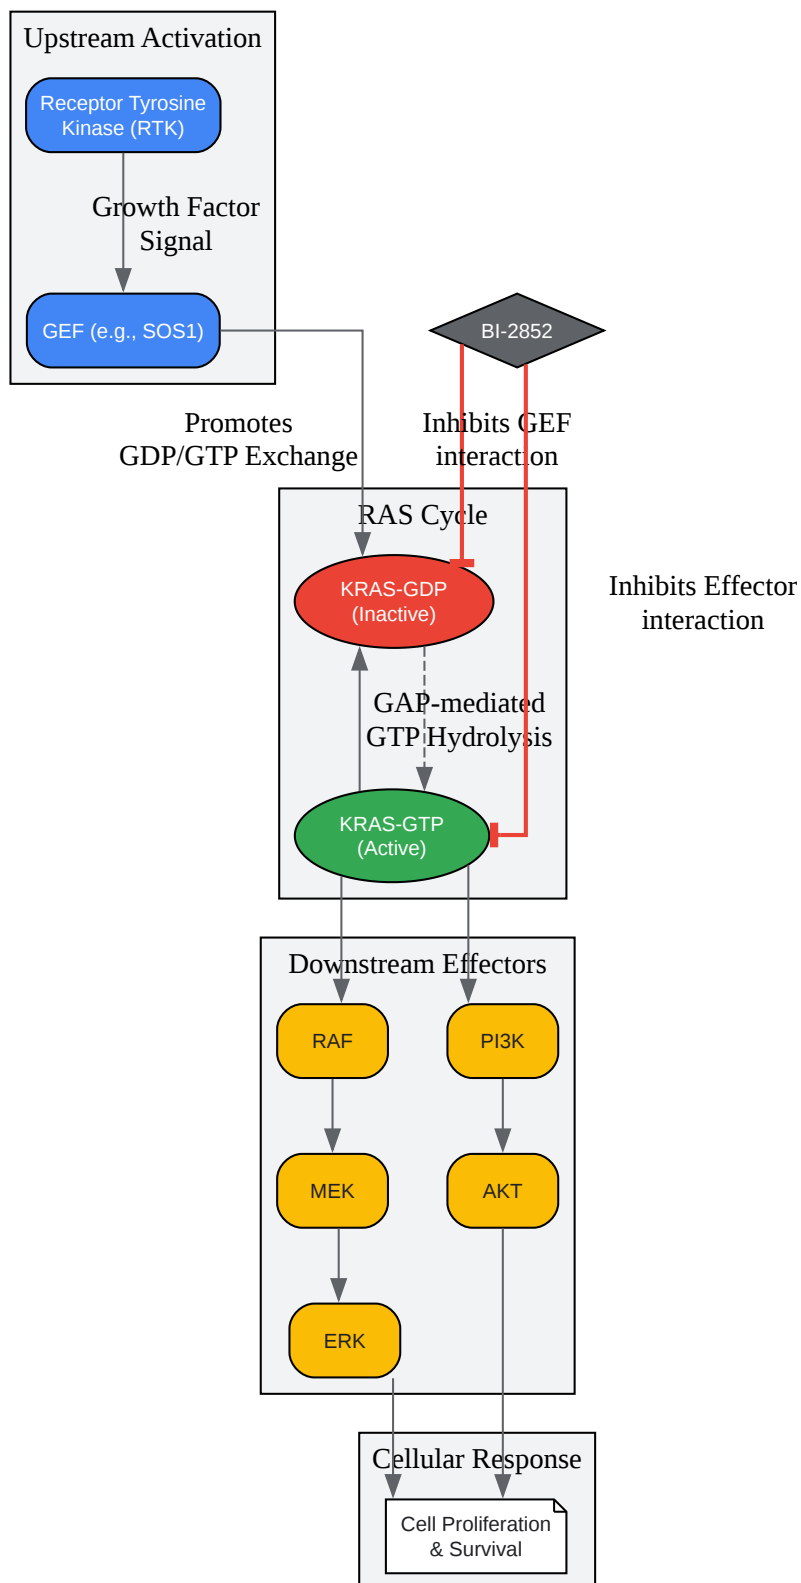 Upstream Activation
Receptor Tyrosine
Kinase (RTK)
Growth Factor
Signal
GEF (e.g., SOS1)
BI-2852
Promotes
GDP/GTP Exchange
Inhibits GEF
interaction
RAS Cycle
KRAS-GDP
(Inactive)
Inhibits Effector
interaction
GAP-mediated
GTP Hydrolysis
KRAS-GTP
(Active)
Downstream Effectors
RAF
PI3K
MEK
AKT
ERK
Cellular Response
Cell Proliferation
& Survival